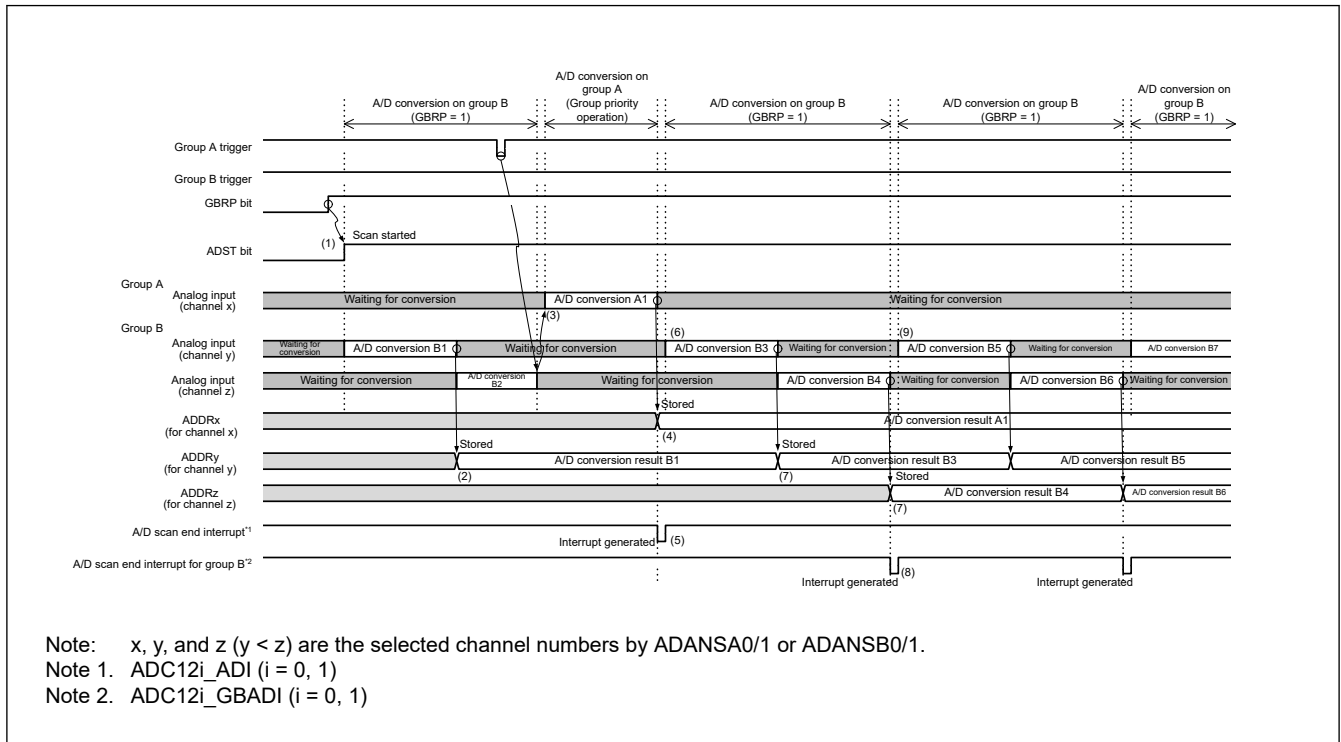 A/D conversion on group B
(GBRP = 1)
A/D conversion on
group A
(Group priority
operation)
A/D conversion on group B
(GBRP = 1)
A/D conversion on group B
(GBRP = 1)
A/D conversion on
group B
(GBRP = 1)
Group A trigger
Group B trigger
GBRP bit
(1)
Scan started
ADST bit
Group A
Analog input
(channel x)
Waiting for conversion
A/D conversion A1
Waiting for conversion
(3)
Group B
(6)
(9)
Analog input
(channel y)
Waiting for
conversion
A/D conversion B1
Waiting for conversion
A/D conversion B3
Waiting for conversion
A/D conversion B5
Waiting for conversion
A/D conversion B7
Analog input
(channel z)
Waiting for conversion
A/D conversion
B2
Waiting for conversion
A/D conversion B4
Waiting for conversion
A/D conversion B6
Waiting for conversion
Stored
ADDRx
(for channel x)
A/D conversion result A1
(4)
Stored
Stored
ADDRy
(for channel y)
A/D conversion result B1
A/D conversion result B3
A/D conversion result B5
(2)
(7)
Stored
ADDRz
(for channel z)
A/D conversion result B4
A/D conversion result B6
(7)
A/D scan end interrupt*1
Interrupt generated
(5)
A/D scan end interrupt for group B*2
Interrupt generated
(8)
Interrupt generated
Note: x, y, and z (y < z) are the selected channel numbers by ADANSA0/1 or ADANSB0/1.
Note 1. ADC12i_ADI (i = 0, 1)
Note 2. ADC12i_GBADI (i = 0, 1)